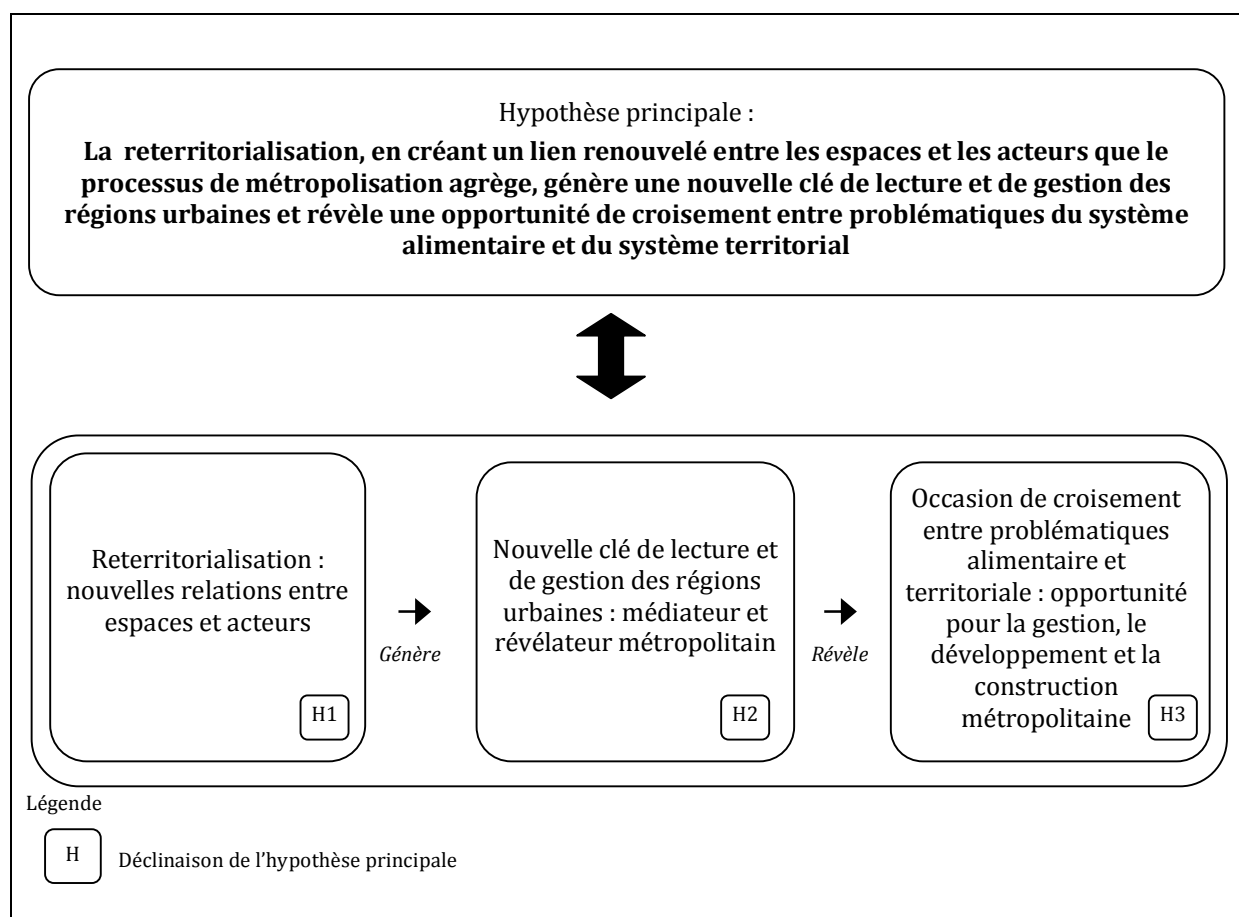 Hypothèse principale :
La reterritorialisation, en créant un lien renouvelé entre les espaces et les acteurs que le
processus de métropolisation agrège, génère une nouvelle clé de lecture et de gestion des
régions urbaines et révèle une opportunité de croisement entre problématiques du système
alimentaire et du système territorial
Reterritorialisation :
nouvelles relations entre
espaces et acteurs
H1
Génère
Nouvelle clé de lecture et
de gestion des régions
urbaines : médiateur et
révélateur métropolitain
H2
Révèle
Occasion de croisement
entre problématiques
alimentaire et
territoriale : opportunité
pour la gestion, le
développement et la
construction
métropolitaine
H3
Légende
H
Déclinaison de l’hypothèse principale